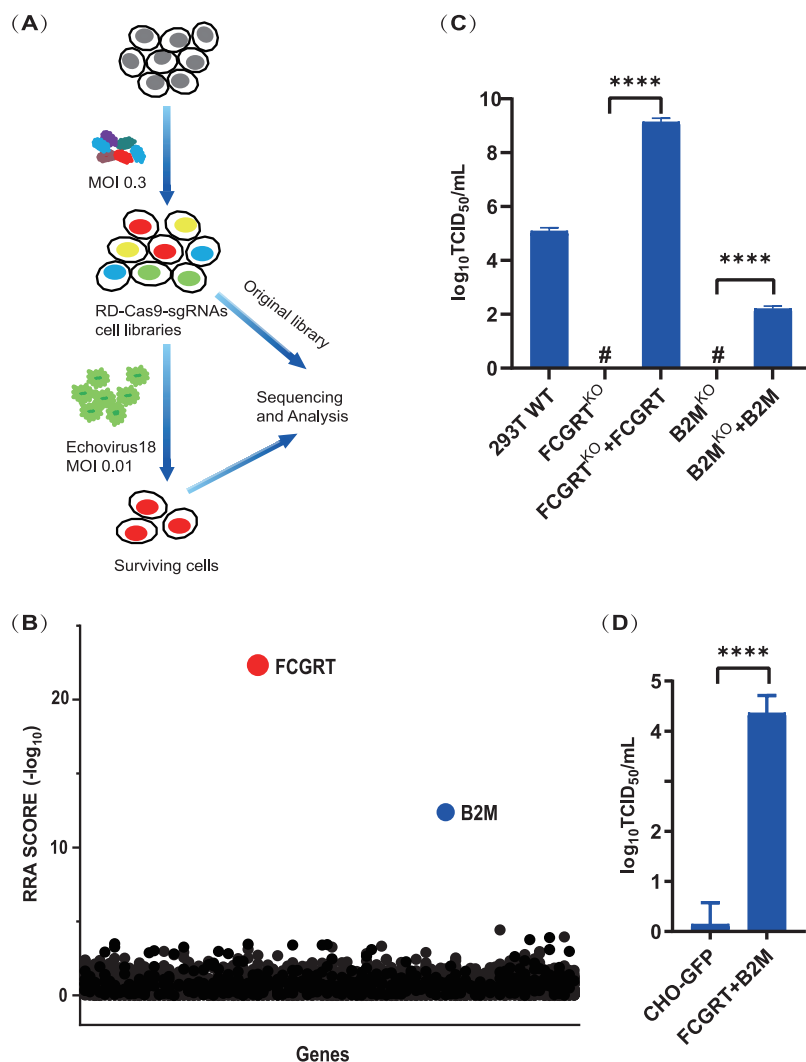 (A)
MOI 0.3
RD-Cas9-sgRNAs
cell libraries
Original library
Echovirus18
MOI 0.01
Sequencing
and Analysis
Surviving cells
(B)
RRA SCORE (-log10)
20
10
0
FCGRT
B2M
Genes
(C)
log10TCID50/mL
10
8
6
4
2
0
****
****
#
#
293T WT
FCGRTKO
FCGRTKO+FCGRT
B2MKO
B2MKO+B2M
(D)
log10TCID50/mL
****
5
4
4
1
0
CHO-GFP
FCGRT+B2M